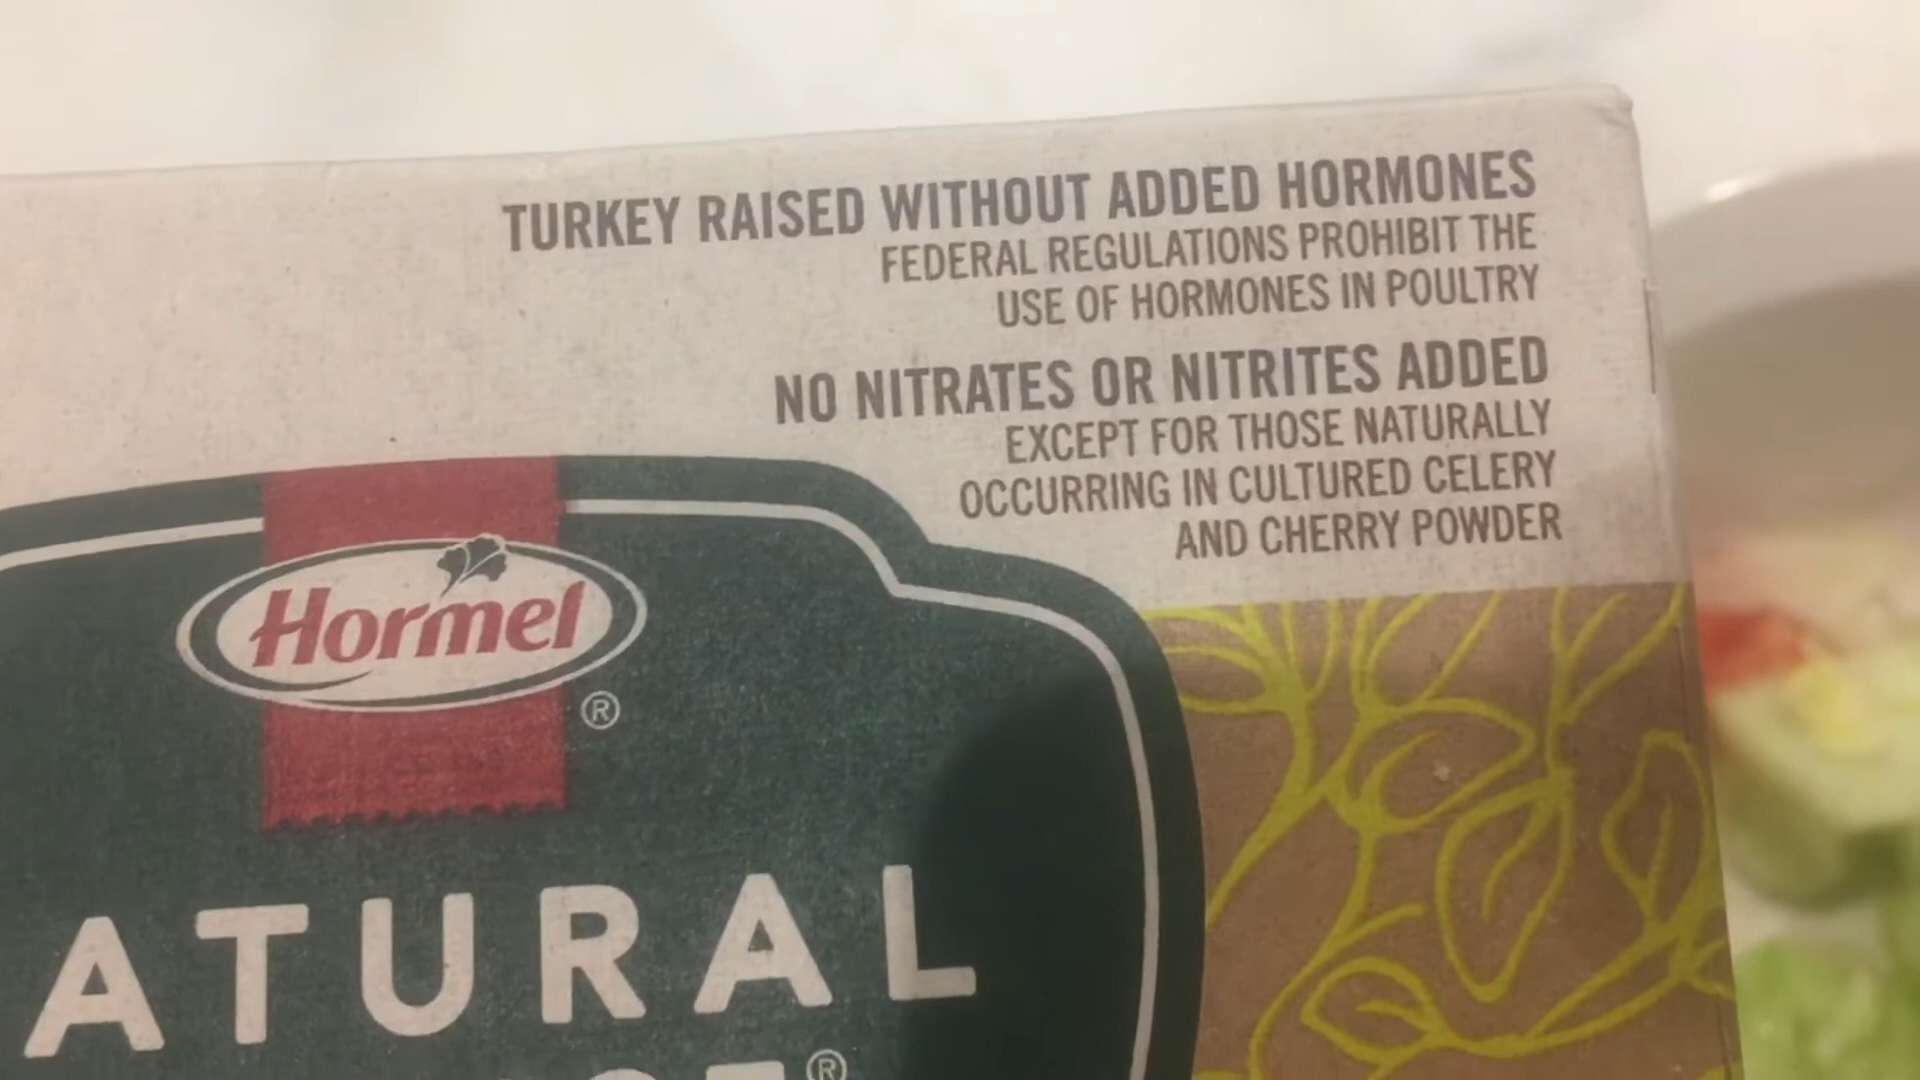 TURKEY RAISED WITHOUT ADDED HORMONES
FEDERAL REGULATIONS PROHIBIT THE
USE OF HORMONES IN POULTRY
NO NITRATES OR NITRITES ADDED
EXCEPT FOR THOSE NATURALLY
OCCURRING IN CULTURED CELERY
AND CHERRY POWDER
Hormel
®
ATURAL
®